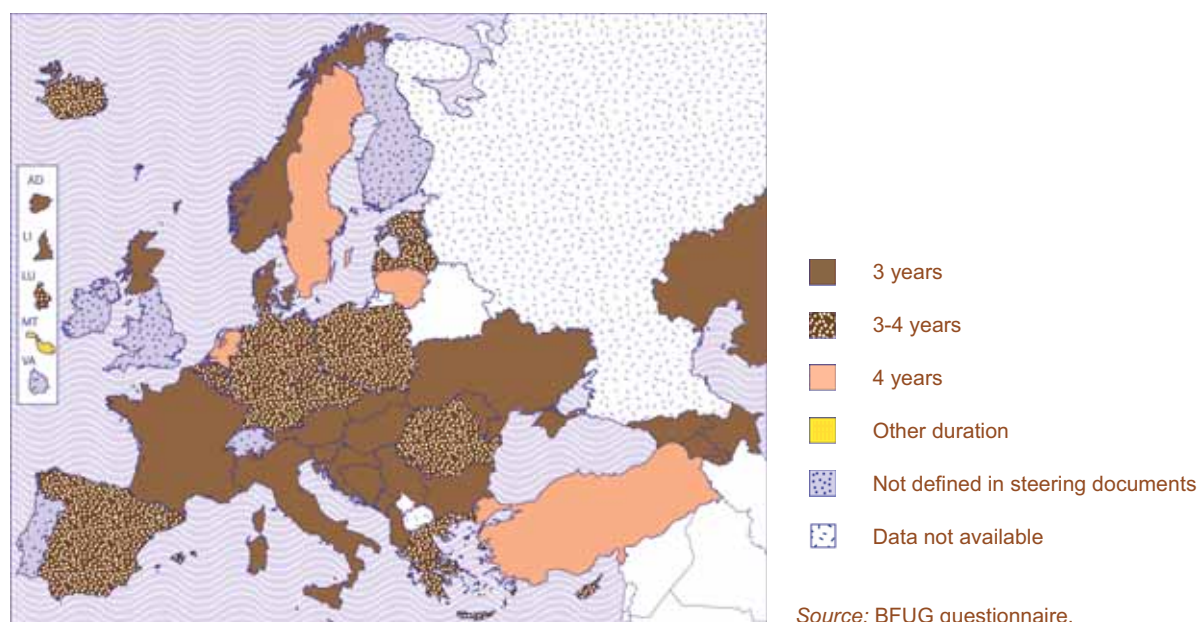 AD
LI
LU
MT
VA
3 years
3-4 years
4 years
Other duration
Not defined in steering documents
Data not available
Source: BFUG questionnaire.